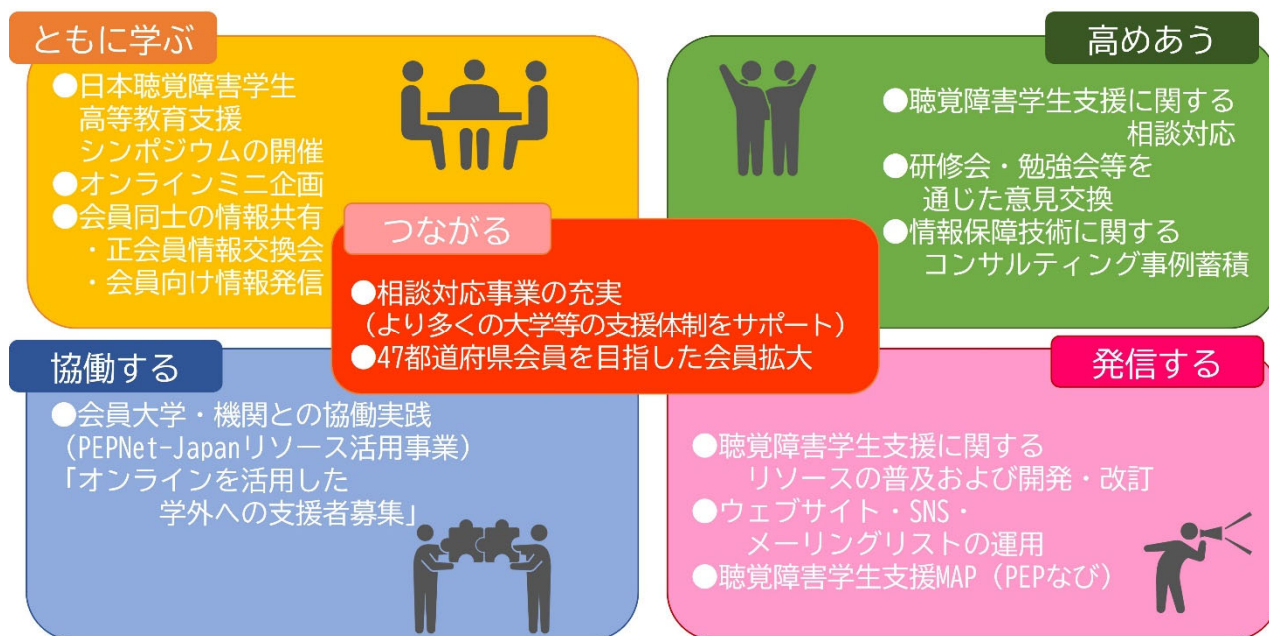 ともに学ぶ
●日本聴覚障害学生
高等教育支援
シンポジウムの開催
●オンラインミニ企画
●会員同士の情報共有
・正会員情報交換会
・会員向け情報発信
高めあう
●聴覚障害学生支援に関する
相談対応
●研修会・勉強会等を
通じた意見交換
●情報保障技術に関する
コンサルティング事例蓄積
つながる
●相談対応事業の充実
（より多くの大学等の支援体制をサポート）
●47都道府県会員を目指した会員拡大
協働する
●会員大学・機関との協働実践
（PEPNet-Japanリソース活用事業）
「オンラインを活用した
学外への支援者募集」
発信する
●聴覚障害学生支援に関する
リソースの普及および開発・改訂
●ウェブサイト・SNS・
メーリングリストの運用
●聴覚障害学生支援MAP（PEPなび）